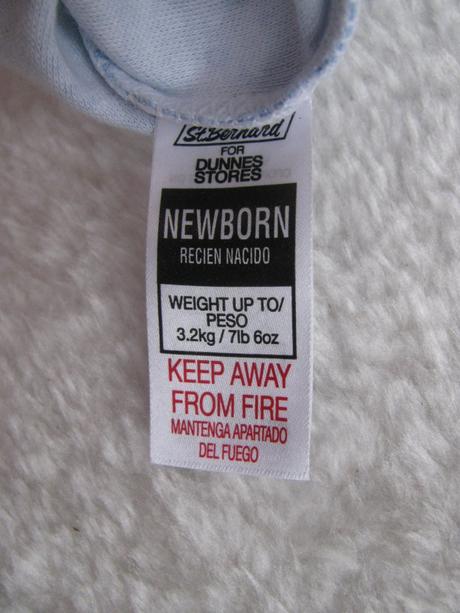 St.Bernard
FOR
DUNNES
STORES
NEWBORN
RECIEN NACIDO
WEIGHT UP TO/
PESO
3.2kg / 7lb 6oz
KEEP AWAY
FROM FIRE
MANTENGA APARTADO
DEL FUEGO